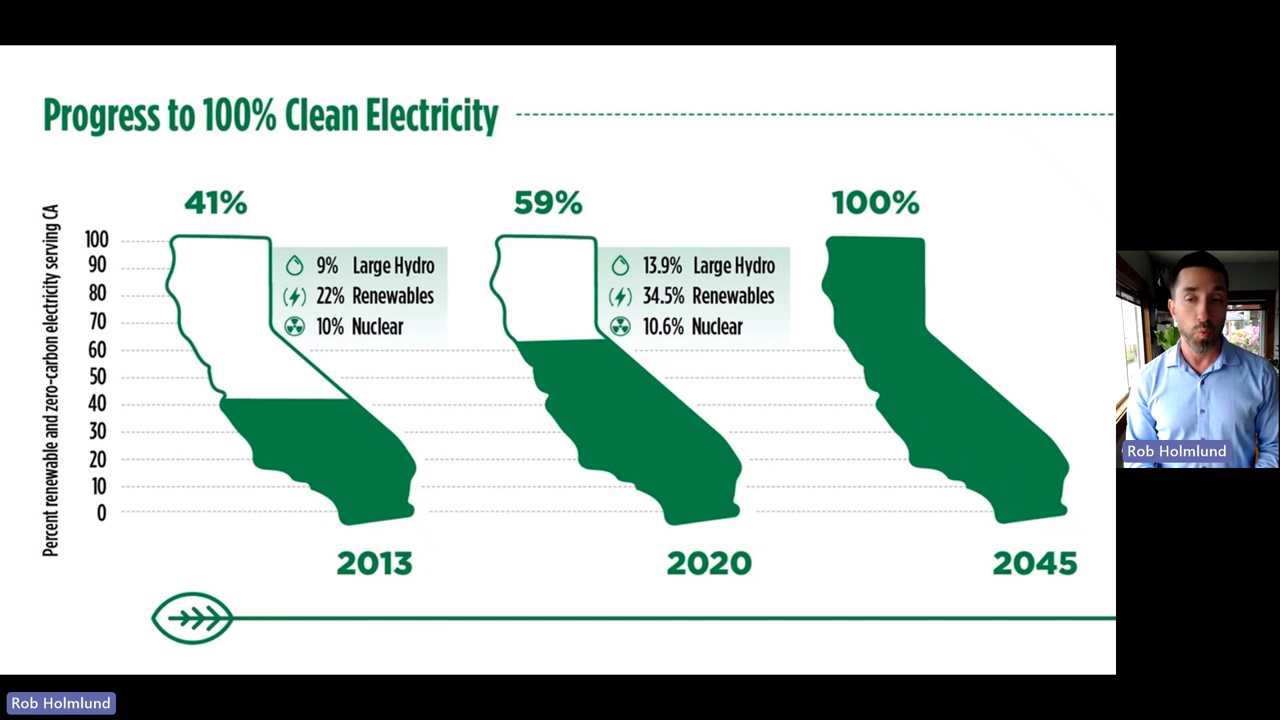 Progress to 100% Clean Electricity
41%
59%
100%
Percent renewable and zero-carbon electricity serving CA
100
90
80
70
60
50
40
30
20
10
0
9% Large Hydro
22% Renewables
10% Nuclear
13.9% Large Hydro
34.5% Renewables
10.6% Nuclear
2013
2020
2045
Rob Holmlund
Rob Holmlund